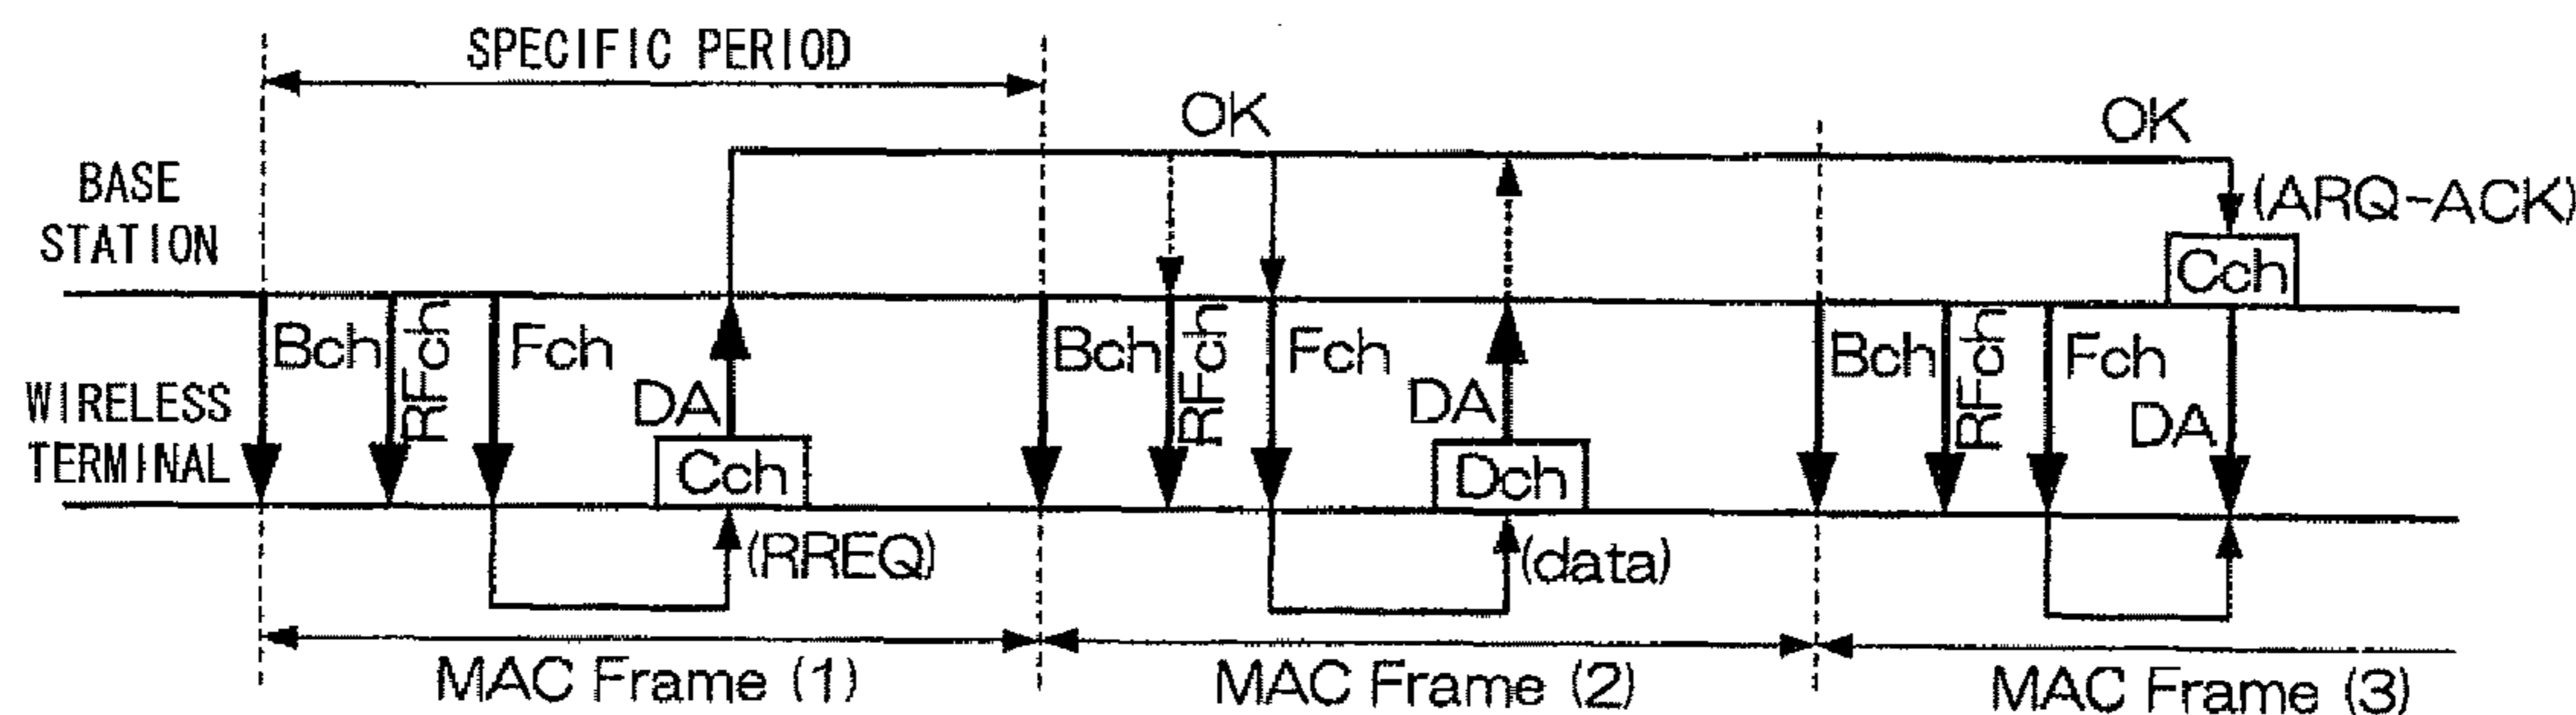 SPECIFIC PERIOD
OK
OK
BASE
STATION
(ARQ-ACK)
Cch
Bch
RFch
Fch
Bch
RFch
Fch
Bch
RFch
Fch
WIRELESS
TERMINAL
DA
DA
DA
Cch
Dch
(RREQ)
(data)
MAC Frame (1)
MAC Frame (2)
MAC Frame (3)